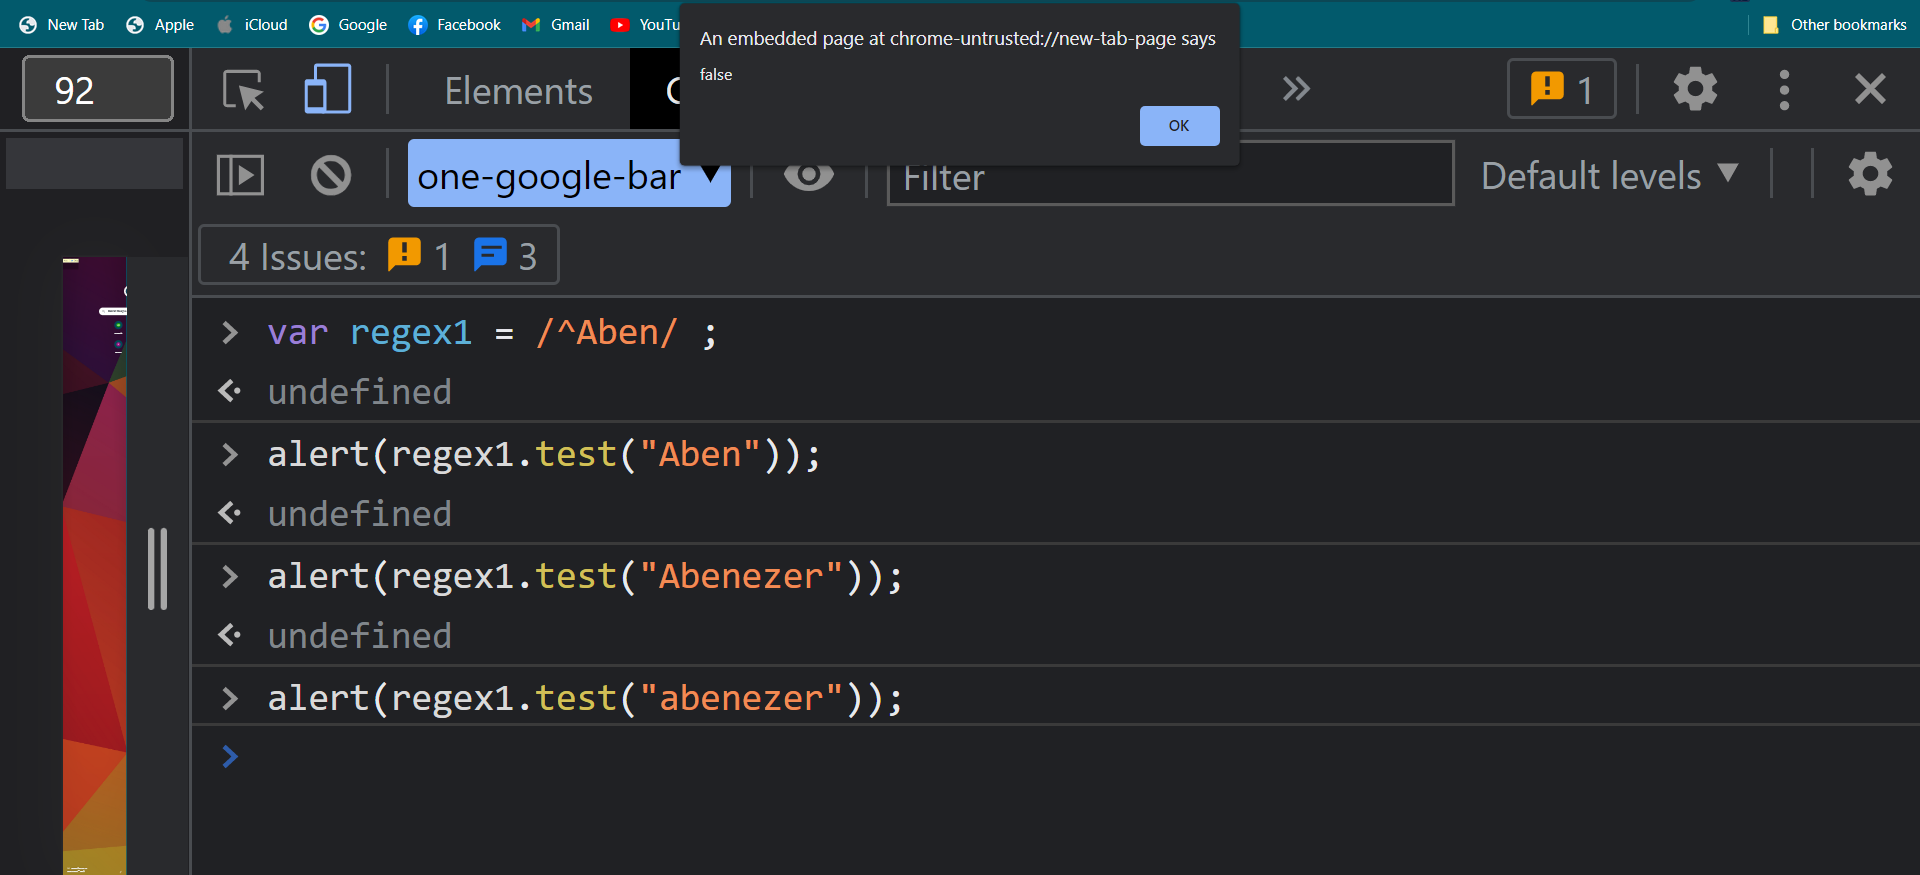 New Tab Apple iCloud Google Facebook Gmail YouTu Other bookmarks
An embedded page at chrome-untrusted://new-tab-page says
false
OK
92 Elements 1
one-google-bar Filter Default levels
4 Issues: 1 3
> var regex1 = /^Aben/ ;
undefined
> alert(regex1.test("Aben"));
undefined
> alert(regex1.test("Abenezer"));
undefined
> alert(regex1.test("abenezer"));
>